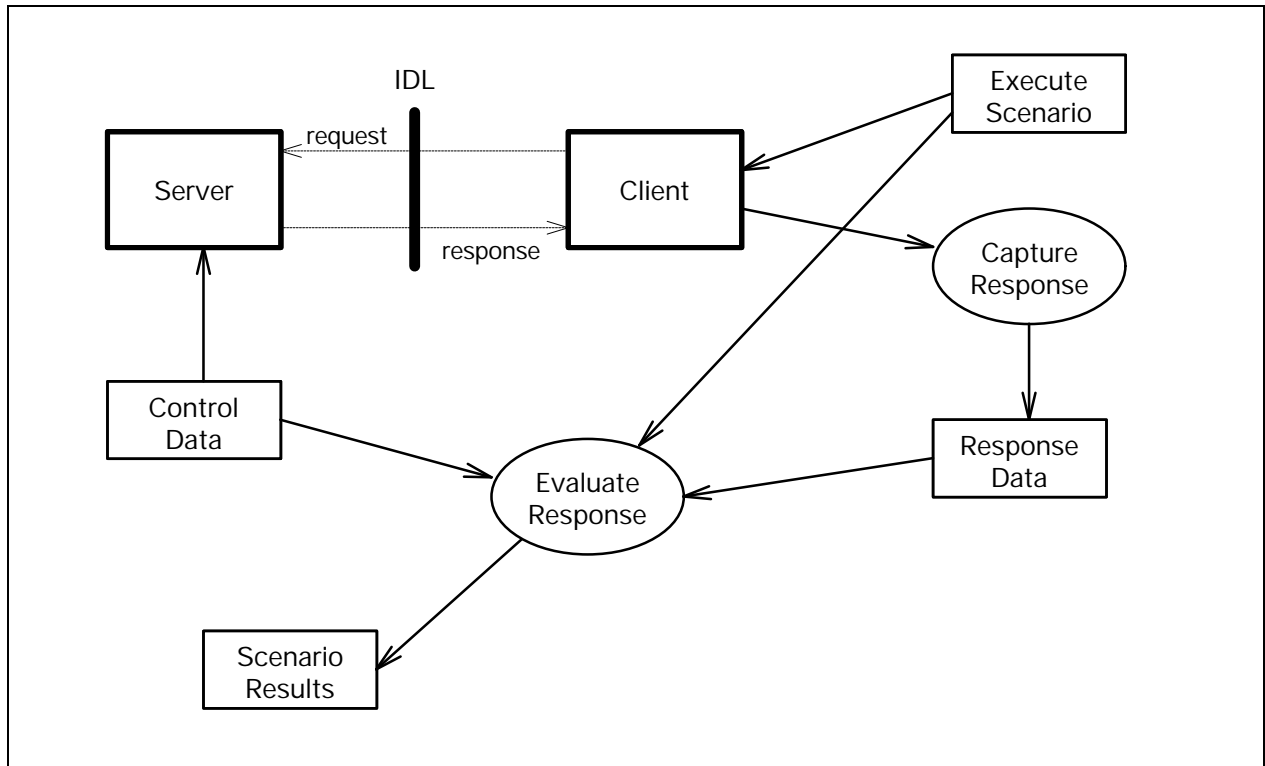 IDL
Execute
Scenario
request
Server
Client
response
Capture
Response
Control
Data
Response
Data
Evaluate
Response
Scenario
Results